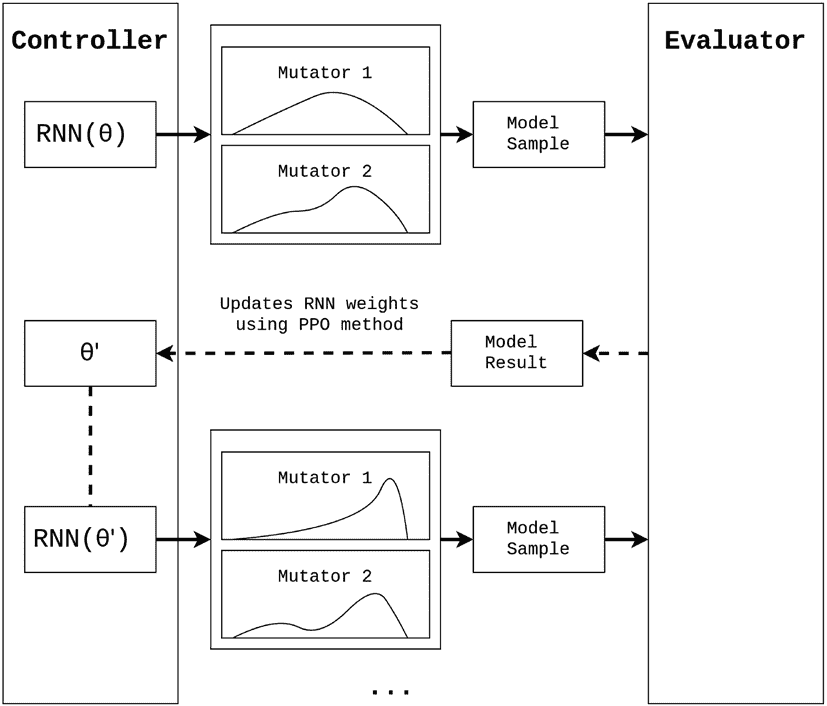 Controller
Evaluator
Mutator 1
RNN(θ)
Model
Sample
Mutator 2
Updates RNN weights
using PPO method
θ'
Model
Result
Mutator 1
RNN(θ')
Model
Sample
Mutator 2
...